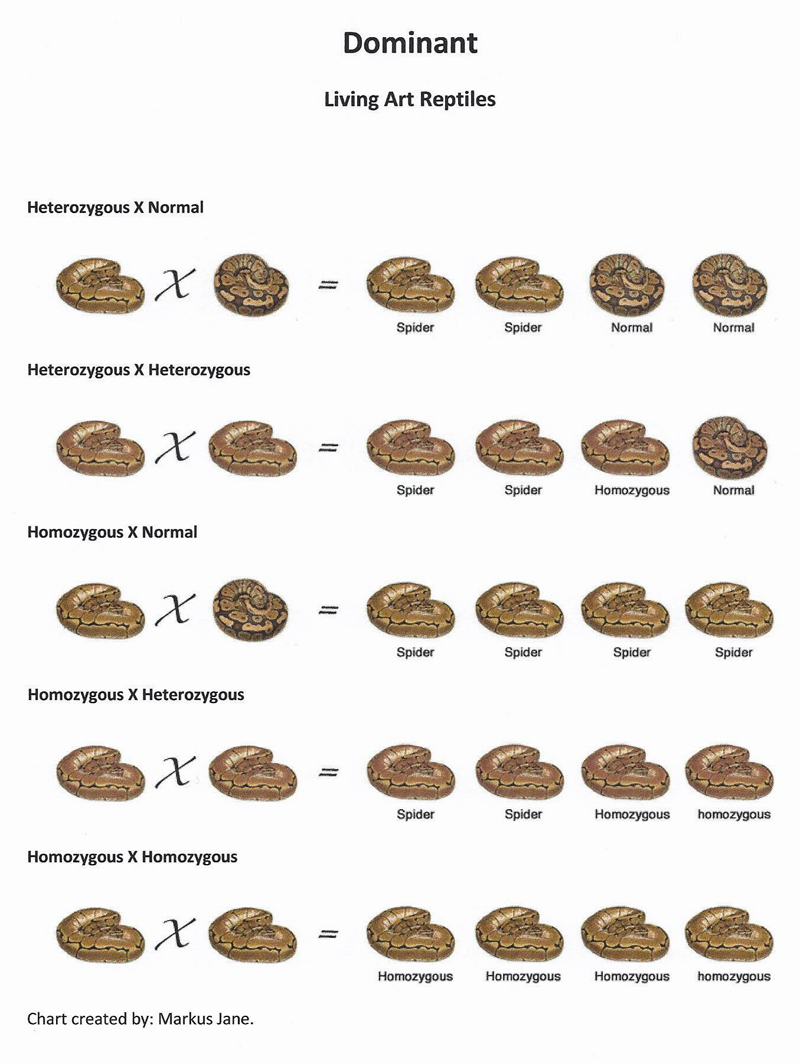 Dominant
Living Art Reptiles
Heterozygous X Normal
X =
Spider Spider Normal Normal
Heterozygous X Heterozygous
X =
Spider Spider Homozygous Normal
Homozygous X Normal
X =
Spider Spider Spider Spider
Homozygous X Heterozygous
X =
Spider Spider Homozygous homozygous
Homozygous X Homozygous
X =
Homozygous Homozygous Homozygous homozygous
Chart created by: Markus Jane.